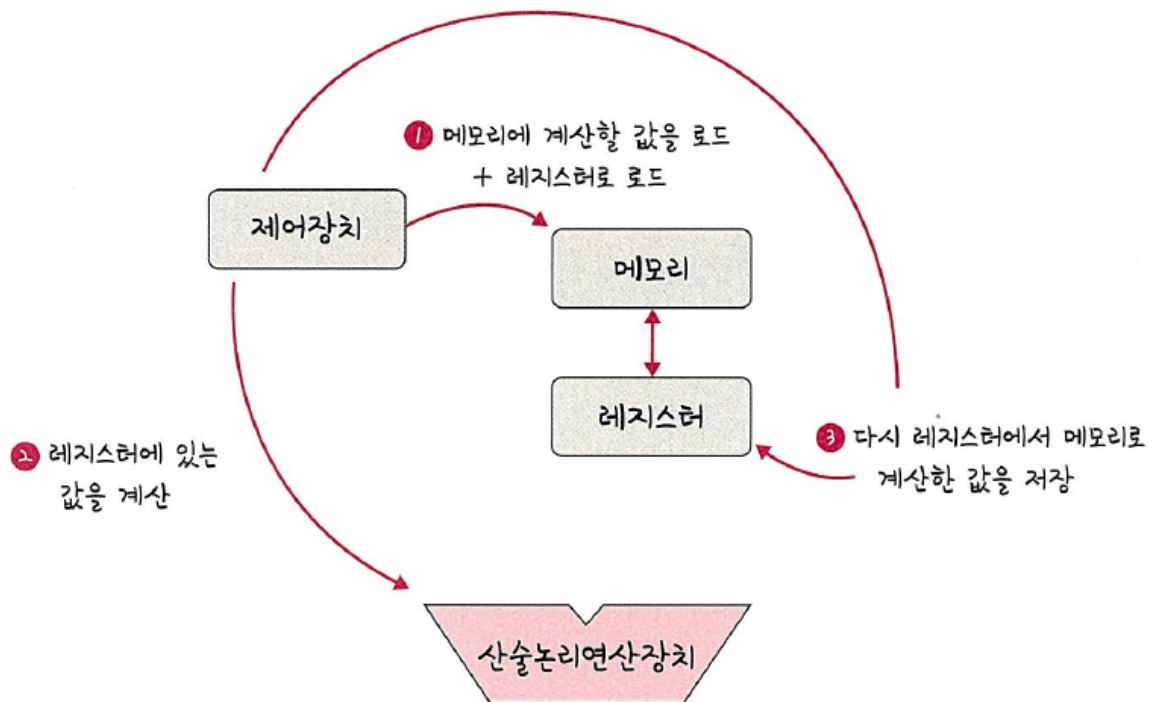 ❶ 메모리에 계산할 값을 로드
+ 레지스터로 로드
제어장치
메모리
레지스터
❷ 레지스터에 있는
값을 계산
❸ 다시 레지스터에서 메모리로
계산한 값을 저장
산술논리연산장치